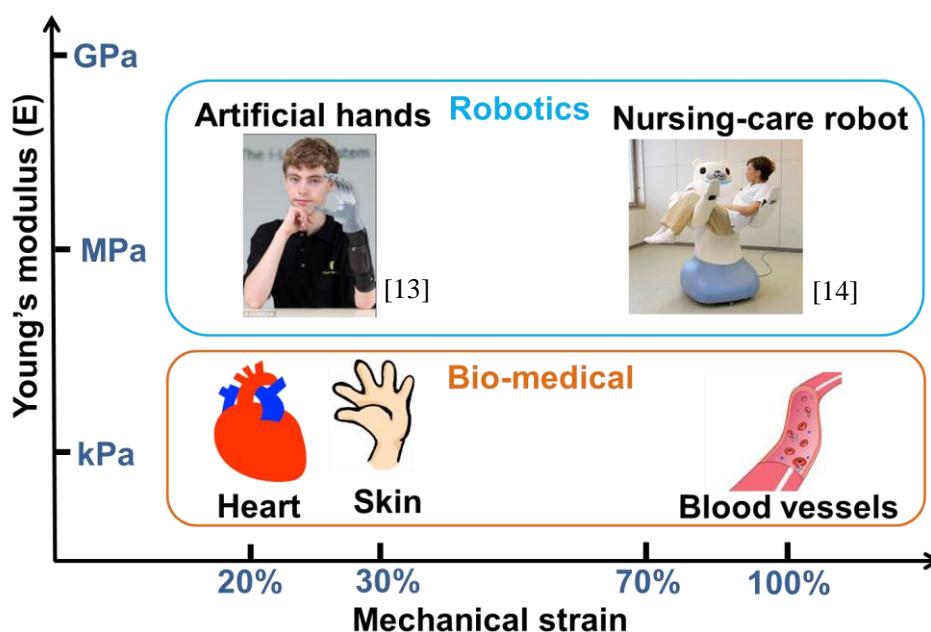 GPa
Artificial hands
Robotics
Nursing-care robot
The i-L
[13]
[14]
MPa
Young's modulus (E)
Bio-medical
kPa
Heart
Skin
Blood vessels
20%
30%
70%
100%
Mechanical strain